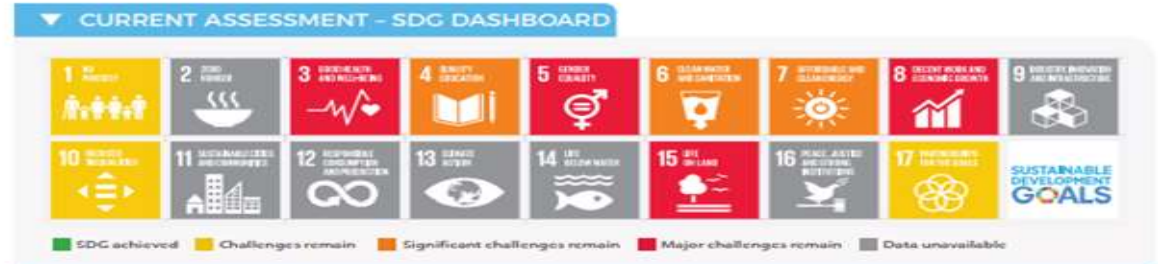 ▼ CURRENT ASSESSMENT – SDG DASHBOARD
1 NO
POVERTY
2 ZERO
HUNGER
3 GOOD HEALTH
AND WELL-BEING
4 QUALITY
EDUCATION
5 GENDER
EQUALITY
6 CLEAN WATER
AND SANITATION
7 AFFORDABLE AND
CLEAN ENERGY
8 DECENT WORK AND
ECONOMIC GROWTH
9 INDUSTRY, INNOVATION
AND INFRASTRUCTURE
10 REDUCED
INEQUALITIES
11 SUSTAINABLE CITIES
AND COMMUNITIES
12 RESPONSIBLE
CONSUMPTION
AND PRODUCTION
13 CLIMATE
ACTION
14 LIFE
BELOW WATER
15 LIFE
ON LAND
16 PEACE, JUSTICE
AND STRONG
INSTITUTIONS
17 PARTNERSHIPS
FOR THE GOALS
SUSTAINABLE
DEVELOPMENT
GOALS
SDG achieved Challenges remain Significant challenges remain Major challenges remain Data unavailable